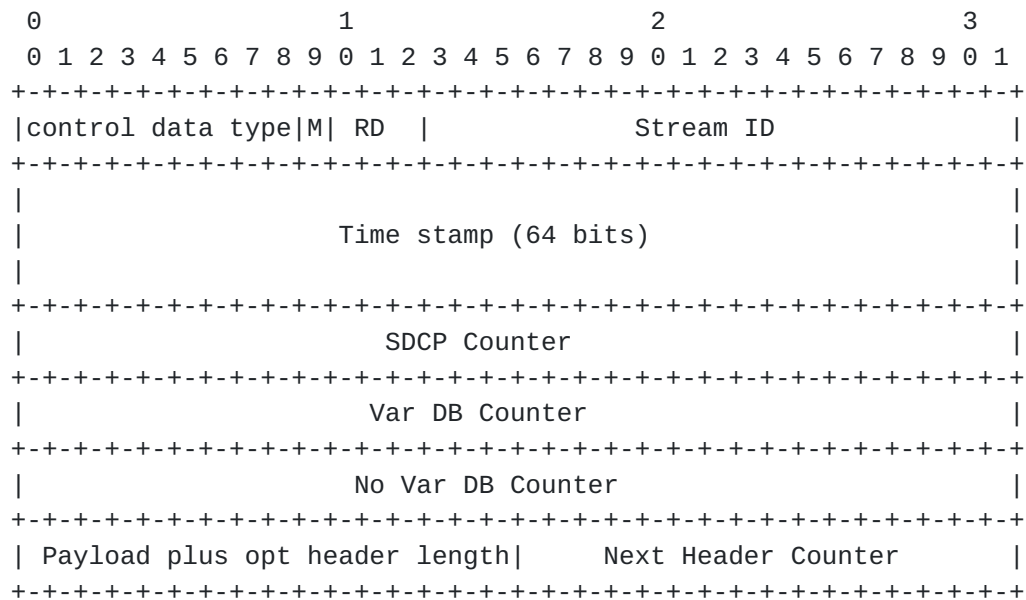 0                   1                   2                   3
 0 1 2 3 4 5 6 7 8 9 0 1 2 3 4 5 6 7 8 9 0 1 2 3 4 5 6 7 8 9 0 1
+-+-+-+-+-+-+-+-+-+-+-+-+-+-+-+-+-+-+-+-+-+-+-+-+-+-+-+-+-+-+-+-+
|control data type|M| RD  |             Stream ID               |
+-+-+-+-+-+-+-+-+-+-+-+-+-+-+-+-+-+-+-+-+-+-+-+-+-+-+-+-+-+-+-+-+
|                                                               |
|                    Time stamp (64 bits)                       |
|                                                               |
+-+-+-+-+-+-+-+-+-+-+-+-+-+-+-+-+-+-+-+-+-+-+-+-+-+-+-+-+-+-+-+-+
|                       SDCP Counter                            |
+-+-+-+-+-+-+-+-+-+-+-+-+-+-+-+-+-+-+-+-+-+-+-+-+-+-+-+-+-+-+-+-+
|                      Var DB Counter                           |
+-+-+-+-+-+-+-+-+-+-+-+-+-+-+-+-+-+-+-+-+-+-+-+-+-+-+-+-+-+-+-+-+
|                     No Var DB Counter                         |
+-+-+-+-+-+-+-+-+-+-+-+-+-+-+-+-+-+-+-+-+-+-+-+-+-+-+-+-+-+-+-+-+
| Payload plus opt header length|     Next Header Counter       |
+-+-+-+-+-+-+-+-+-+-+-+-+-+-+-+-+-+-+-+-+-+-+-+-+-+-+-+-+-+-+-+-+